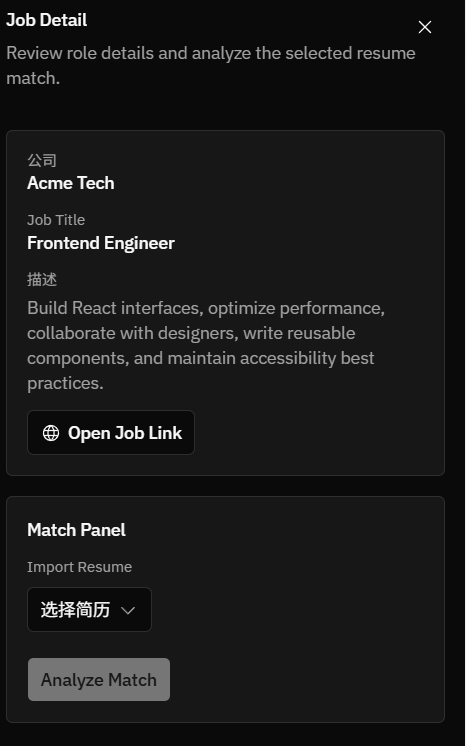 Job Detail
Review role details and analyze the selected resume
match.
公司
Acme Tech
Job Title
Frontend Engineer
描述
Build React interfaces, optimize performance,
collaborate with designers, write reusable
components, and maintain accessibility best
practices.
Open Job Link
Match Panel
Import Resume
选择简历
Analyze Match